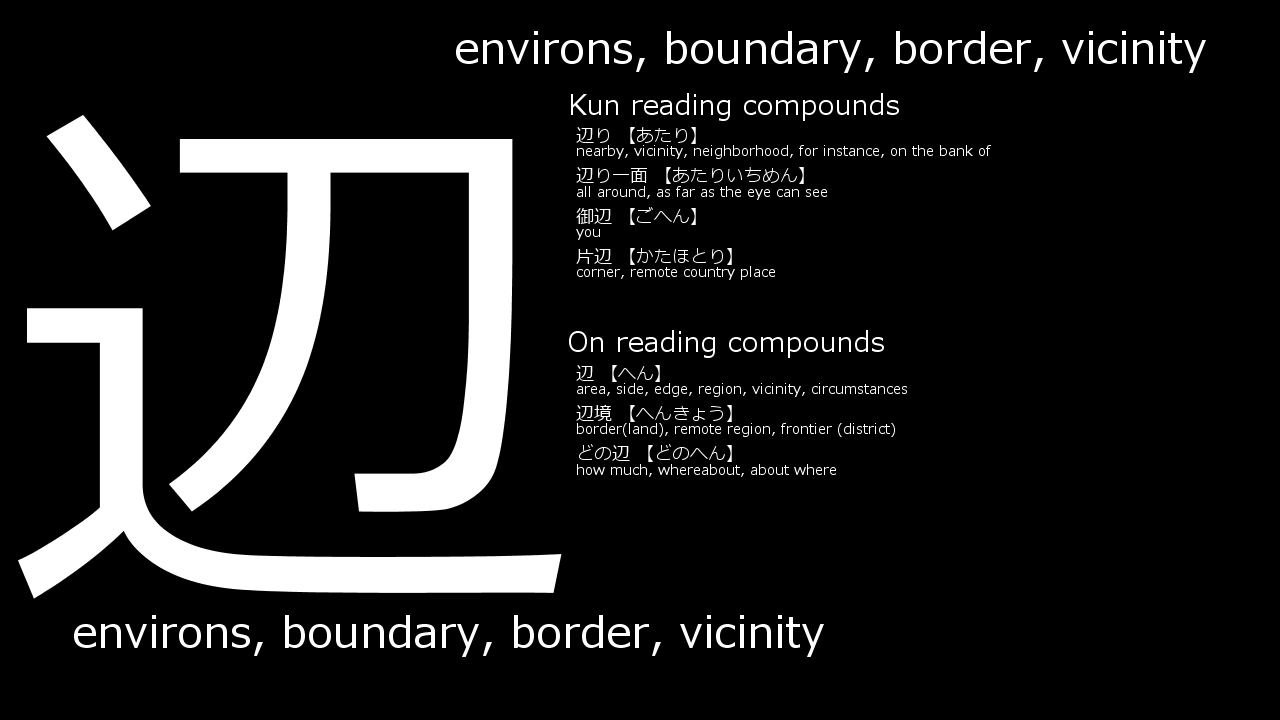 environs, boundary, border, vicinity
辺
Kun reading compounds
辺り 【あたり】
nearby, vicinity, neighborhood, for instance, on the bank of
辺り一面 【あたりいちめん】
all around, as far as the eye can see
御辺 【ごへん】
you
片辺 【かたほとり】
corner, remote country place
On reading compounds
辺 【へん】
area, side, edge, region, vicinity, circumstances
辺境 【へんきょう】
border(land), remote region, frontier (district)
どの辺 【どのへん】
how much, whereabout, about where
environs, boundary, border, vicinity